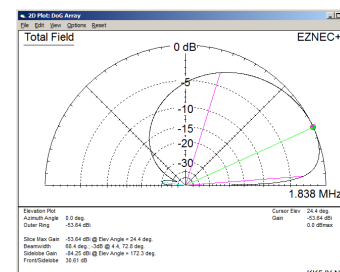 2D Plot: DoG Array
File Edit View Options Reset
Total Field
EZNEC+
0 dB
-5
-10
-15
-20
-30
1.838 MHz
Elevation Plot
Azimuth Angle 0.0 deg.
Outer Ring -53.64 dBi
Cursor Elev 24.4 deg.
Gain -53.64 dBi
0.0 dBmax
Slice Max Gain -53.64 dBi @ Elev Angle = 24.4 deg.
Beamwidth 68.4 deg.; -3dB @ 4.4, 72.8 deg.
Sidelobe Gain -84.25 dBi @ Elev Angle = 172.3 deg.
Front/Sidelobe 30.61 dB